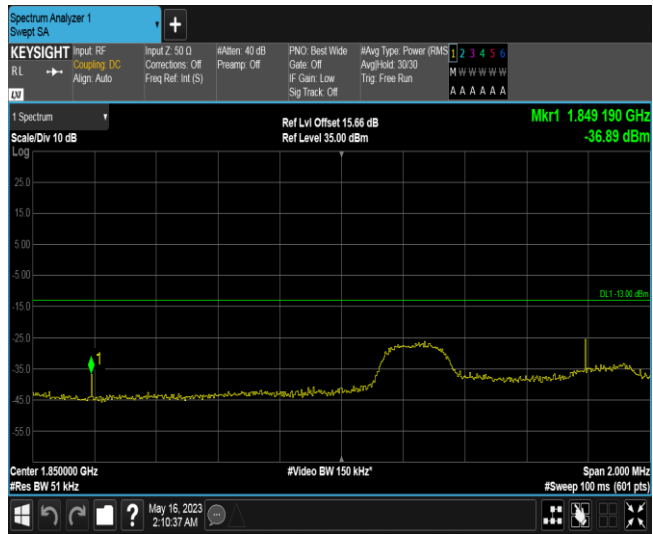 Spectrum Analyzer 1
Swept SA
+
KEYSIGHT
RL
LXI
Input: RF
Coupling: DC
Align: Auto
Input Z: 50 Ω
Corrections: Off
Freq Ref: Int (S)
#Atten: 40 dB
Preamp: Off
PNO: Best Wide
Gate: Off
IF Gain: Low
Sig Track: Off
#Avg Type: Power (RMS
Avg|Hold: 30/30
Trig: Free Run
1 2 3 4 5 6
M W W W W W
A A A A A A
1 Spectrum
Scale/Div 10 dB
Ref Lvl Offset 15.66 dB
Ref Level 35.00 dBm
Mkr1 1.849 190 GHz
-36.89 dBm
Log
25.0
15.0
5.00
-5.00
DL1 -13.00 dBm
-15.0
-25.0
1
-35.0
-45.0
-55.0
Center 1.850000 GHz
#Video BW 150 kHz*
Span 2.000 MHz
#Res BW 51 kHz
#Sweep 100 ms (601 pts)
?
May 16, 2023
2:10:37 AM